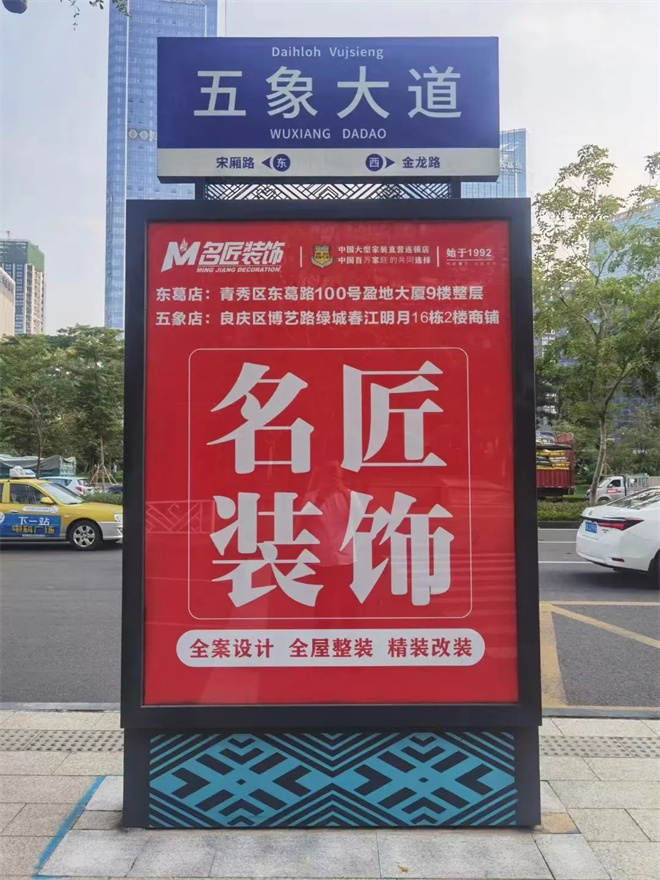 Daihloh Vujsieng
五象大道
WUXIANG DADAO
宋厢路 东 西 金龙路
M名匠装饰
MING JIANG DECORATION
中国大型家装直营连锁店
中国百万家庭的共同选择
始于1992
东葛店：青秀区东葛路100号盈地大厦9楼整层
五象店：良庆区博艺路绿城春江明月16栋2楼商铺
名匠
装饰
全案设计 全屋整装 精装改装
下一站